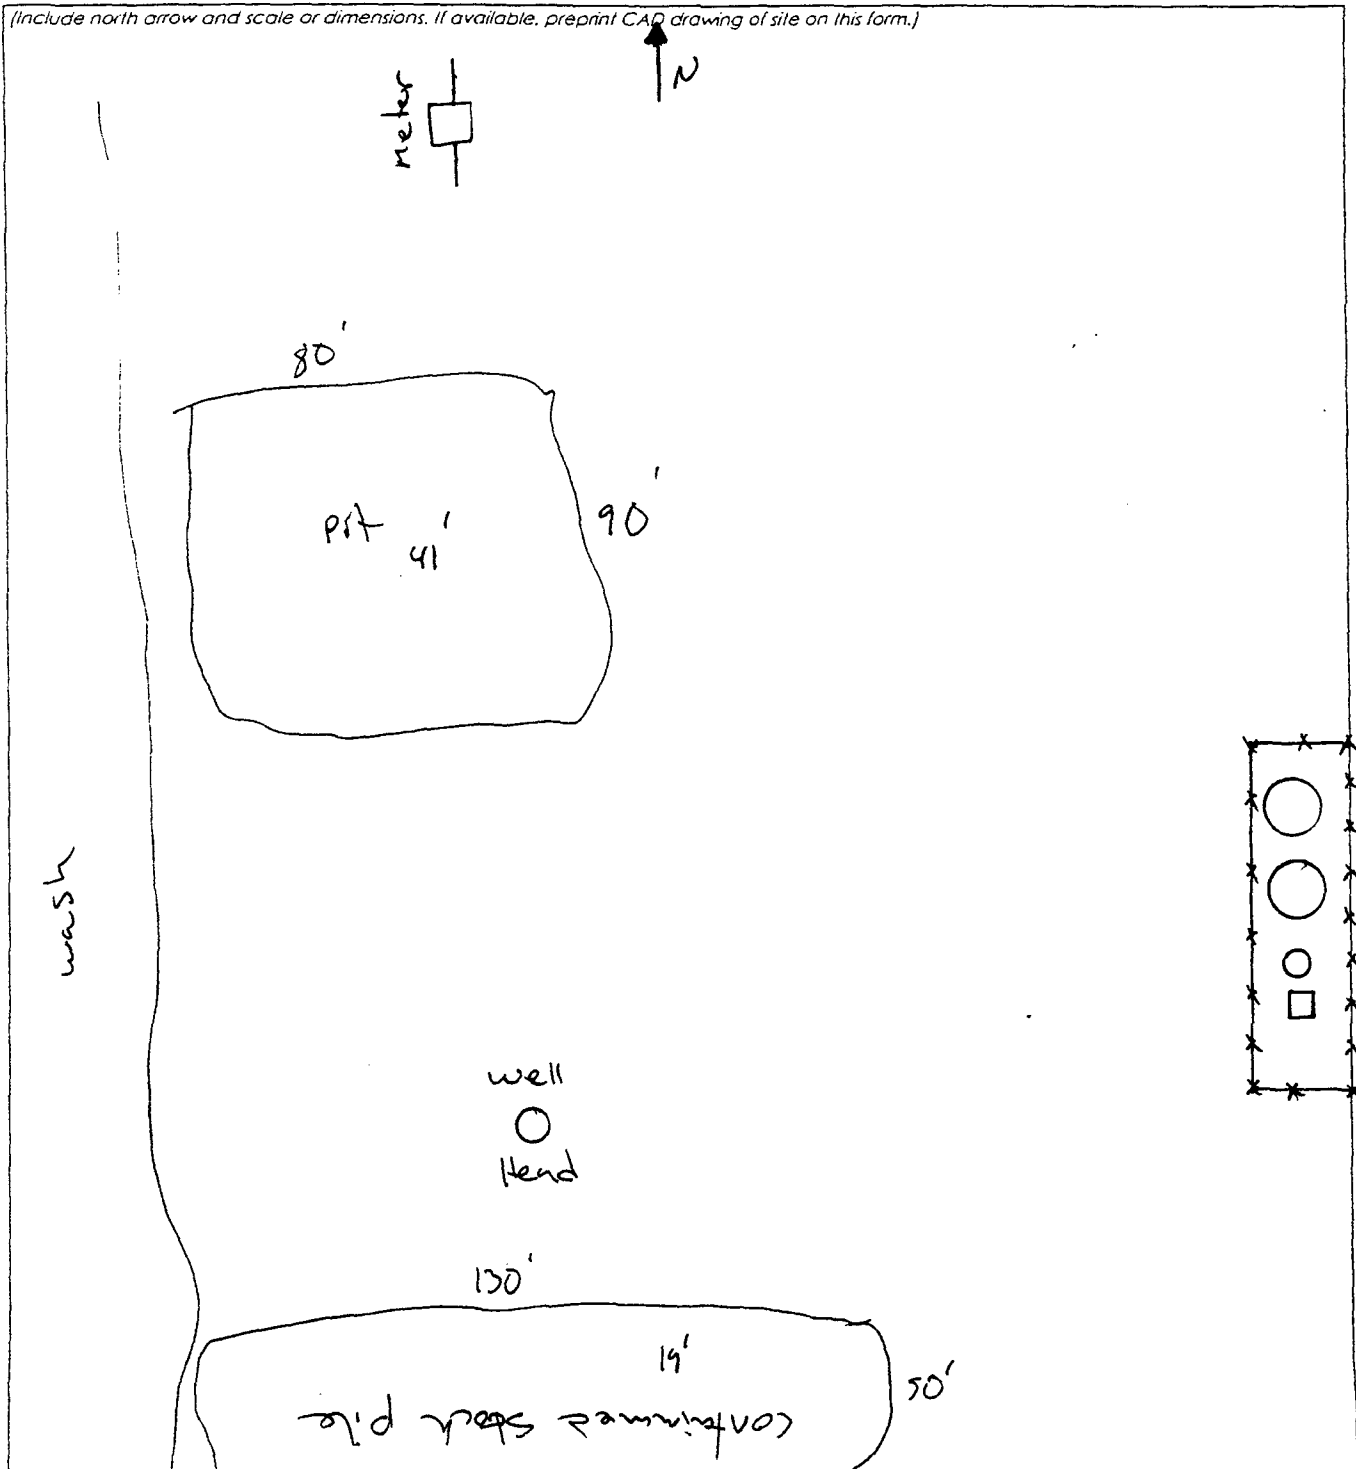 (Include north arrow and scale or dimensions. If available, preprint CAD drawing of site on this form.)
N
meter
80'
pit 41'
90'
wash
well
Head
130'
19'
50'
stock pile